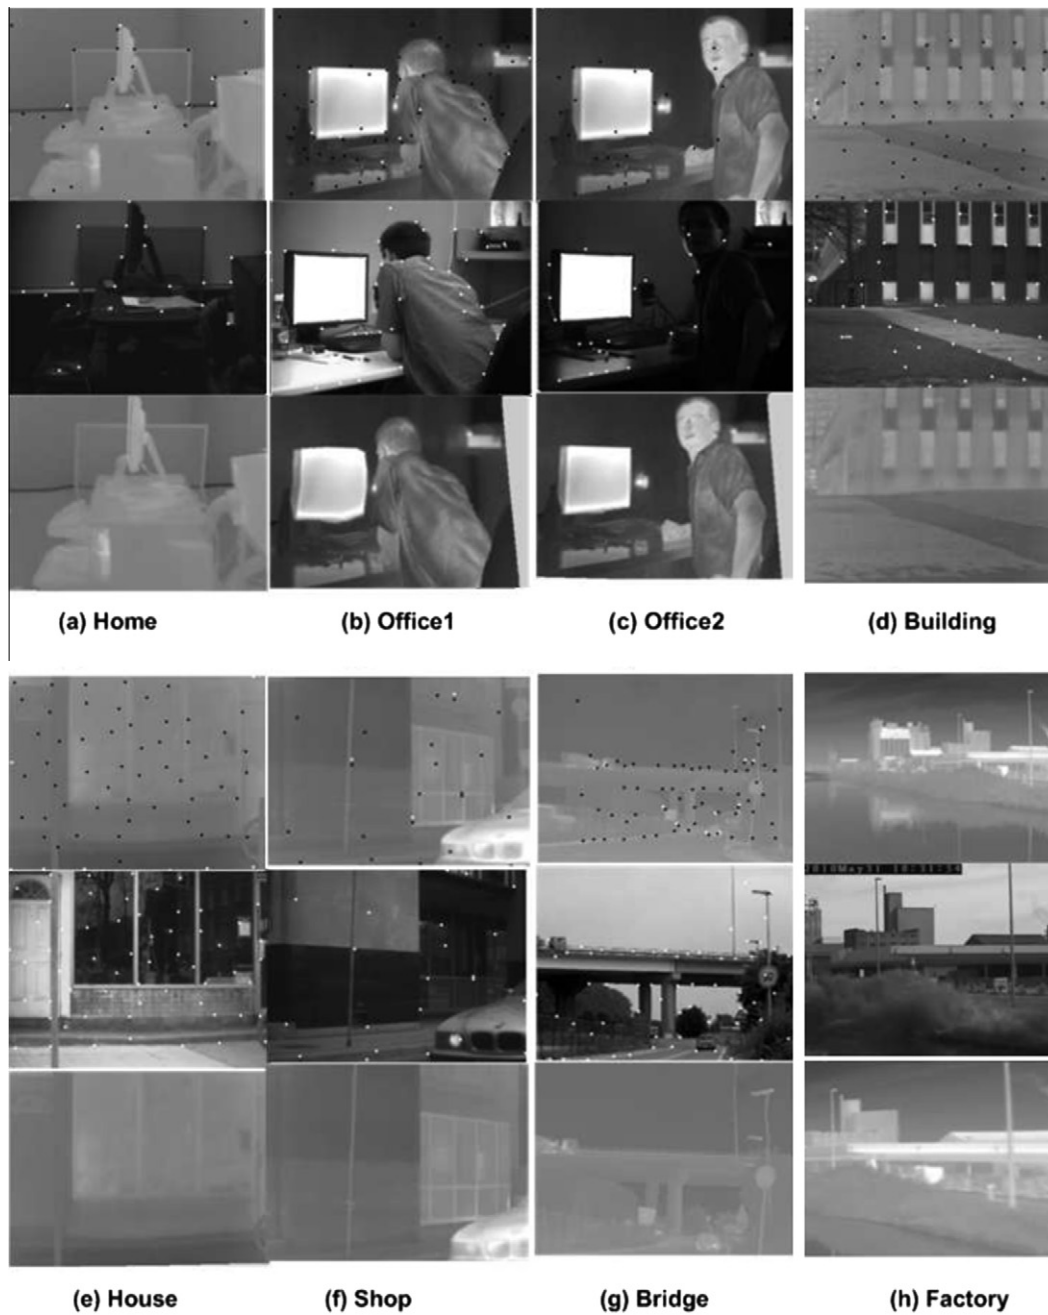 (a) Home
(b) Office1
(c) Office2
(d) Building
(e) House
(f) Shop
(g) Bridge
(h) Factory